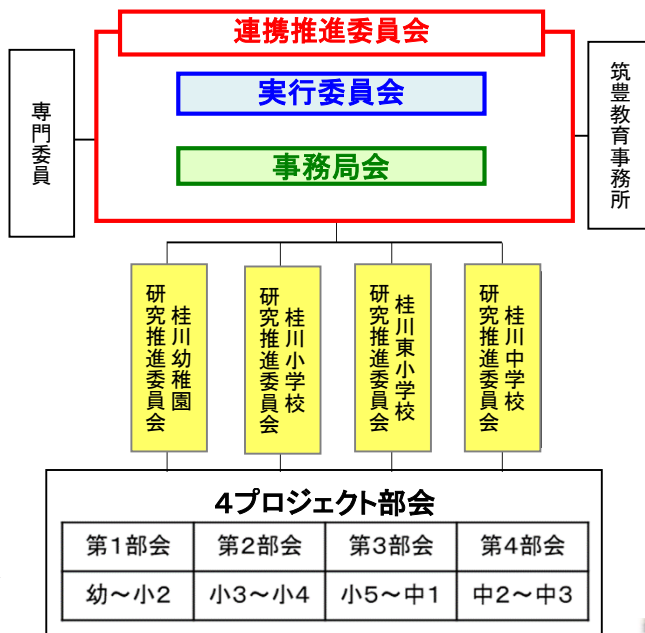 連携推進委員会
実行委員会
事務局会
専門委員
筑豊教育事務所
桂川幼稚園
研究推進委員会
桂川小学校
研究推進委員会
桂川東小学校
研究推進委員会
桂川中学校
研究推進委員会
4プロジェクト部会
第1部会 第2部会 第3部会 第4部会
幼～小2 小3～小4 小5～中1 中2～中3